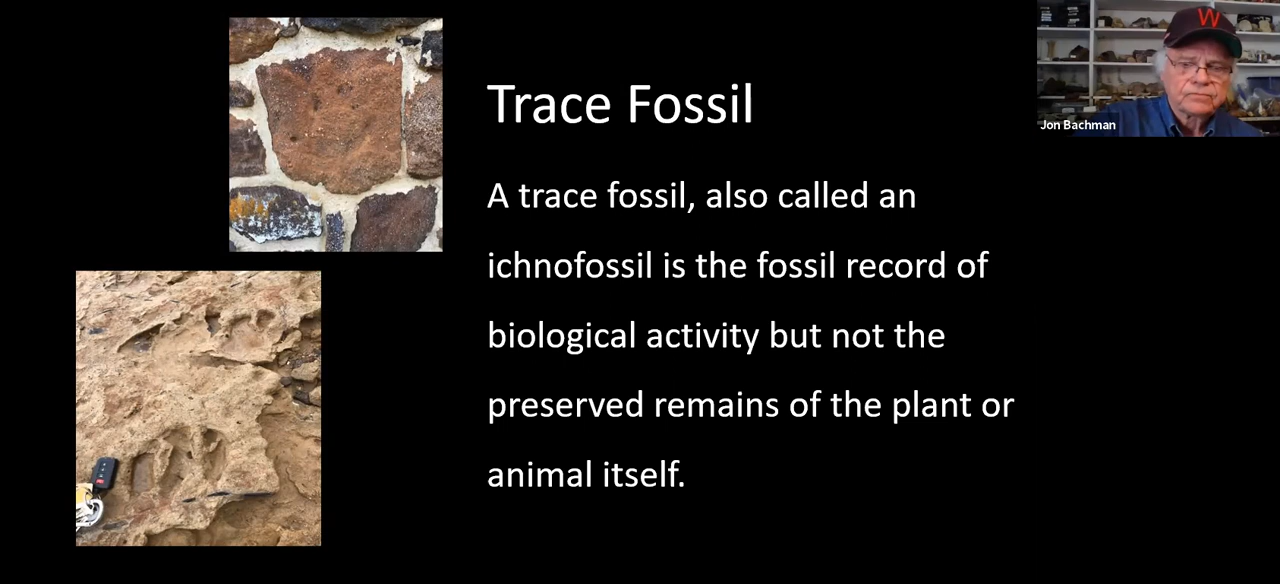 Trace Fossil
W
Jon Bachman
A trace fossil, also called an
ichnofossil is the fossil record of
biological activity but not the
preserved remains of the plant or
animal itself.